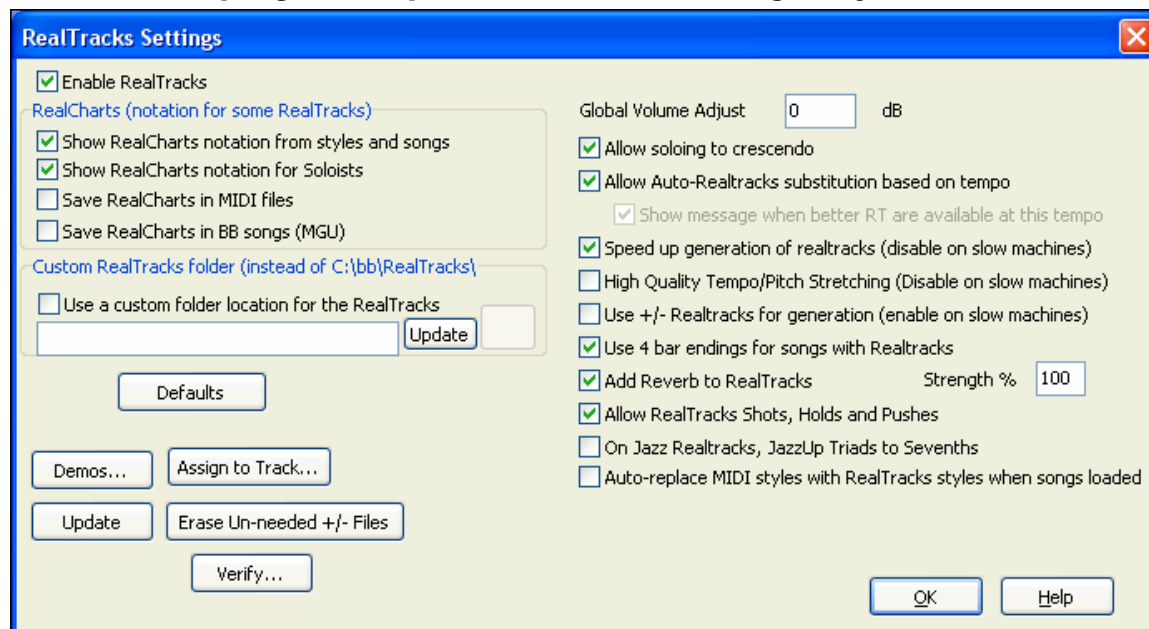 RealTracks Settings
Enable RealTracks
RealCharts (notation for some RealTracks)
Show RealCharts notation from styles and songs
Show RealCharts notation for Soloists
Save RealCharts in MIDI files
Save RealCharts in BB songs (MGU)
Custom RealTracks folder (instead of C:\bb\RealTracks\
Use a custom folder location for the RealTracks
Update
Defaults
Demos...
Assign to Track...
Update
Erase Un-needed +/- Files
Verify...
Global Volume Adjust 0 dB
Allow soloing to crescendo
Allow Auto-Realtracks substitution based on tempo
Show message when better RT are available at this tempo
Speed up generation of realtracks (disable on slow machines)
High Quality Tempo/Pitch Stretching (Disable on slow machines)
Use +/- Realtracks for generation (enable on slow machines)
Use 4 bar endings for songs with Realtracks
Add Reverb to RealTracks Strength % 100
Allow RealTracks Shots, Holds and Pushes
On Jazz Realtracks, JazzUp Triads to Sevenths
Auto-replace MIDI styles with RealTracks styles when songs loaded
OK
Help